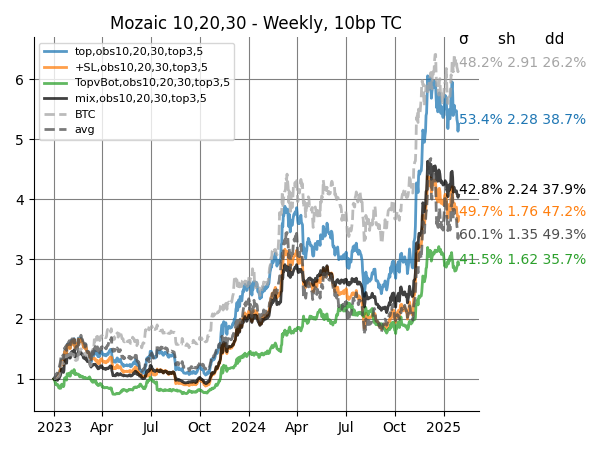 Mozaic 10,20,30 - Weekly, 10bp TC
σ sh dd
top,obs10,20,30,top3,5
+SL,obs10,20,30,top3,5
TopvBot,obs10,20,30,top3,5
mix,obs10,20,30,top3,5
BTC
avg
48.2% 2.91 26.2%
53.4% 2.28 38.7%
42.8% 2.24 37.9%
49.7% 1.76 47.2%
60.1% 1.35 49.3%
41.5% 1.62 35.7%
6
5
4
3
2
1
2023 Apr Jul Oct 2024 Apr Jul Oct 2025